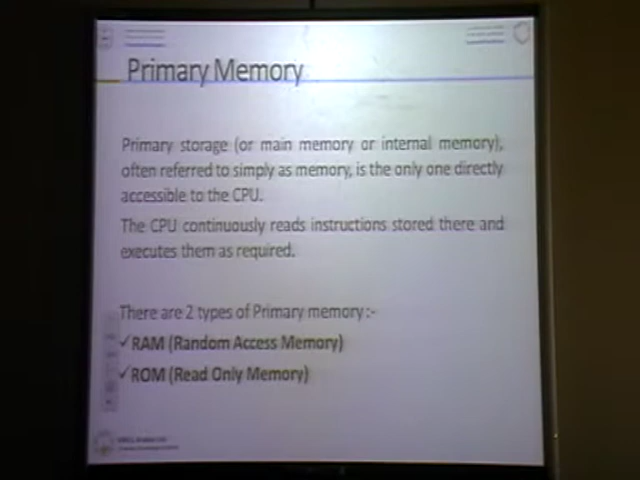 Primary Memory
Primary storage (or main memory or internal memory),
often referred to simply as memory, is the only one directly
accessible to the CPU.
The CPU continuously reads instructions stored there and
executes them as required.
There are 2 types of Primary memory :-
✓RAM (Random Access Memory)
✓ROM (Read Only Memory)